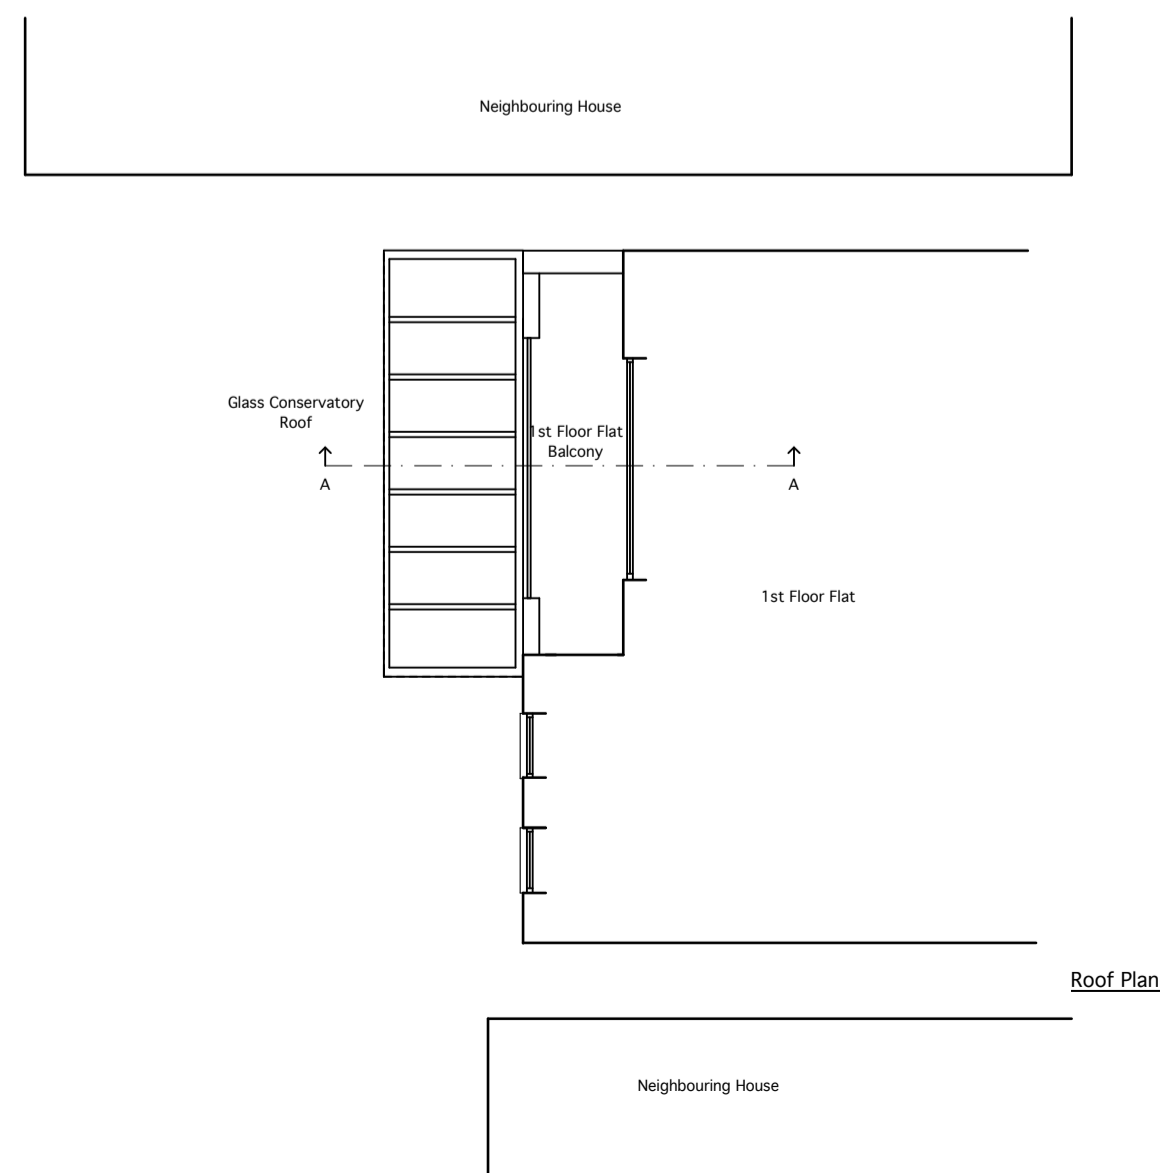 Neighbouring House
Glass Conservatory
Roof
1st Floor Flat
Balcony
A
A
1st Floor Flat
Roof Plan
Neighbouring House